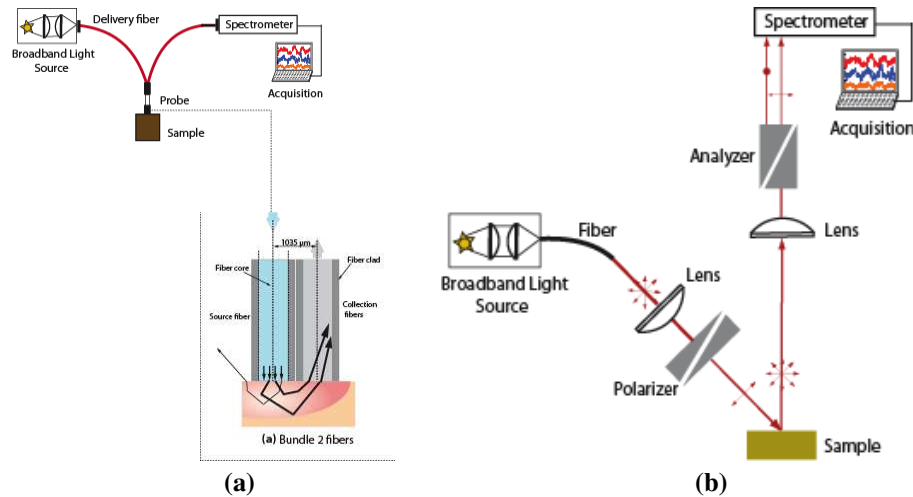 Delivery fiber
Spectrometer
Broadband Light
Source
Acquisition
Probe
Sample
1035 µm
Fiber core
Fiber clad
Source fiber
Collection
fibers
(a) Bundle 2 fibers
(a)
Spectrometer
Acquisition
Analyzer
Lens
Fiber
Broadband Light
Source
Lens
Polarizer
Sample
(b)